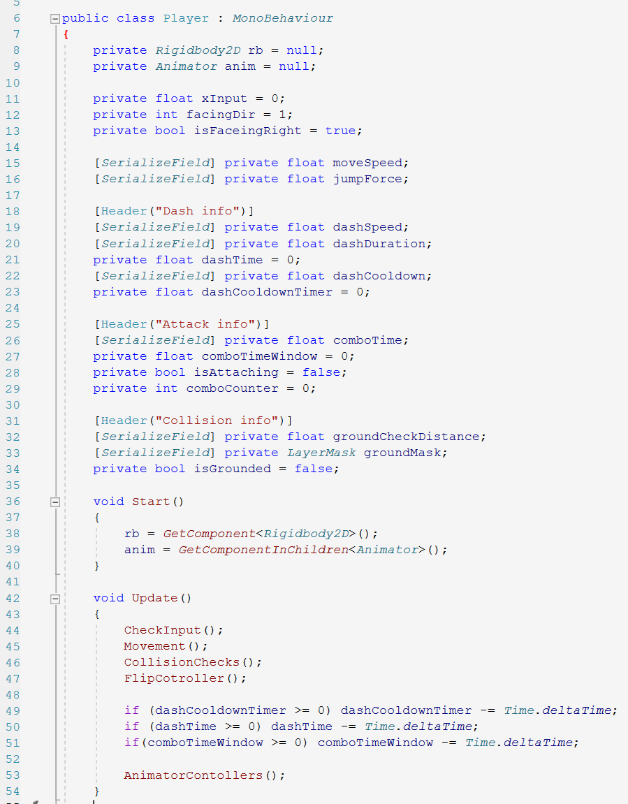 5
6 public class Player : MonoBehaviour
7 {
8 private Rigidbody2D rb = null;
9 private Animator anim = null;
10
11 private float xInput = 0;
12 private int facingDir = 1;
13 private bool isFaceingRight = true;
14
15 [SerializeField] private float moveSpeed;
16 [SerializeField] private float jumpForce;
17
18 [Header("Dash info")]
19 [SerializeField] private float dashSpeed;
20 [SerializeField] private float dashDuration;
21 private float dashTime = 0;
22 [SerializeField] private float dashCooldown;
23 private float dashCooldownTimer = 0;
24
25 [Header("Attack info")]
26 [SerializeField] private float comboTime;
27 private float comboTimeWindow = 0;
28 private bool isAttaching = false;
29 private int comboCounter = 0;
30
31 [Header("Collision info")]
32 [SerializeField] private float groundCheckDistance;
33 [SerializeField] private LayerMask groundMask;
34 private bool isGrounded = false;
35
36 void Start()
37 {
38 rb = GetComponent<Rigidbody2D>();
39 anim = GetComponentInChildren<Animator>();
40 }
41
42 void Update()
43 {
44 CheckInput();
45 Movement();
46 CollisionChecks();
47 FlipCotroller();
48
49 if (dashCooldownTimer >= 0) dashCooldownTimer -= Time.deltaTime;
50 if (dashTime >= 0) dashTime -= Time.deltaTime;
51 if(comboTimeWindow >= 0) comboTimeWindow -= Time.deltaTime;
52
53 AnimatorContollers();
54 }